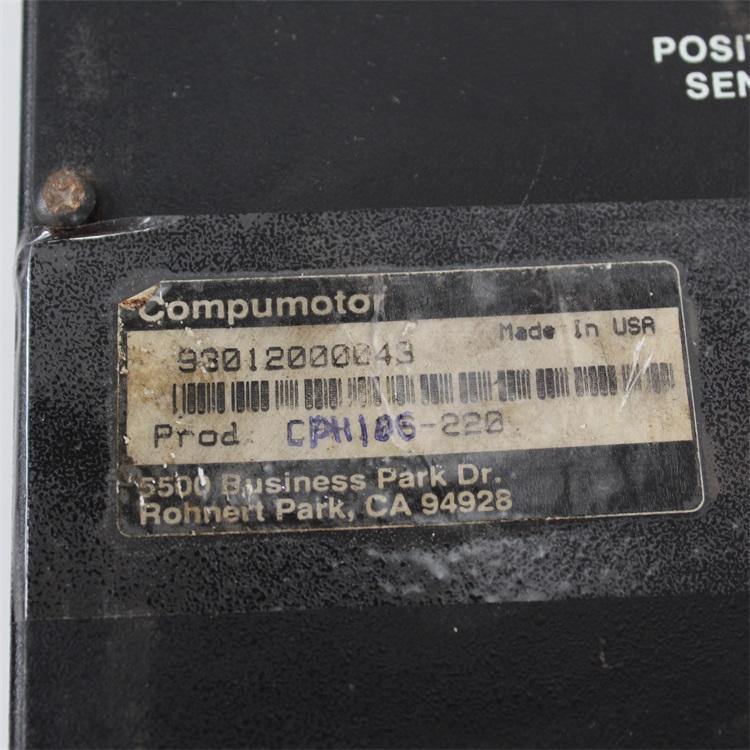 POSIT
SEN
Compumotor
Made In USA
93012000043
Prod CPH106-220
5500 Business Park Dr.
Rohnert Park, CA 94928